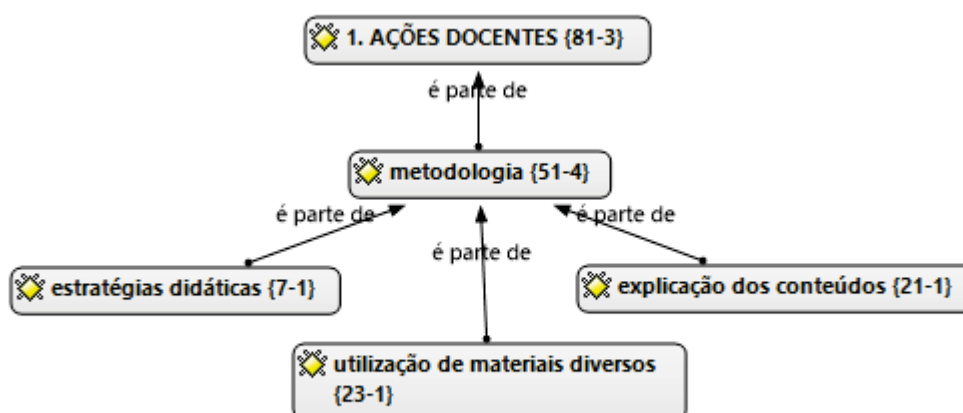 1. AÇÕES DOCENTES {81-3}
é parte de
metodologia {51-4}
é parte de
é parte de
é parte de
estratégias didáticas {7-1}
explicação dos conteúdos {21-1}
utilização de materiais diversos
{23-1}